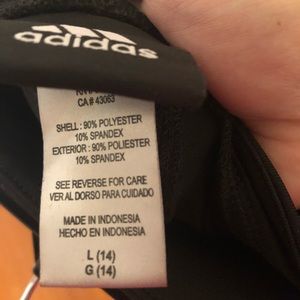 adidas
CA # 43063
SHELL : 90% POLYESTER
10% SPANDEX
EXTERIOR : 90% POLYESTER
10% SPANDEX
SEE REVERSE FOR CARE
VER AL DORSO PARA CUIDADO
MADE IN INDONESIA
HECHO EN INDONESIA
L (14)
G (14)